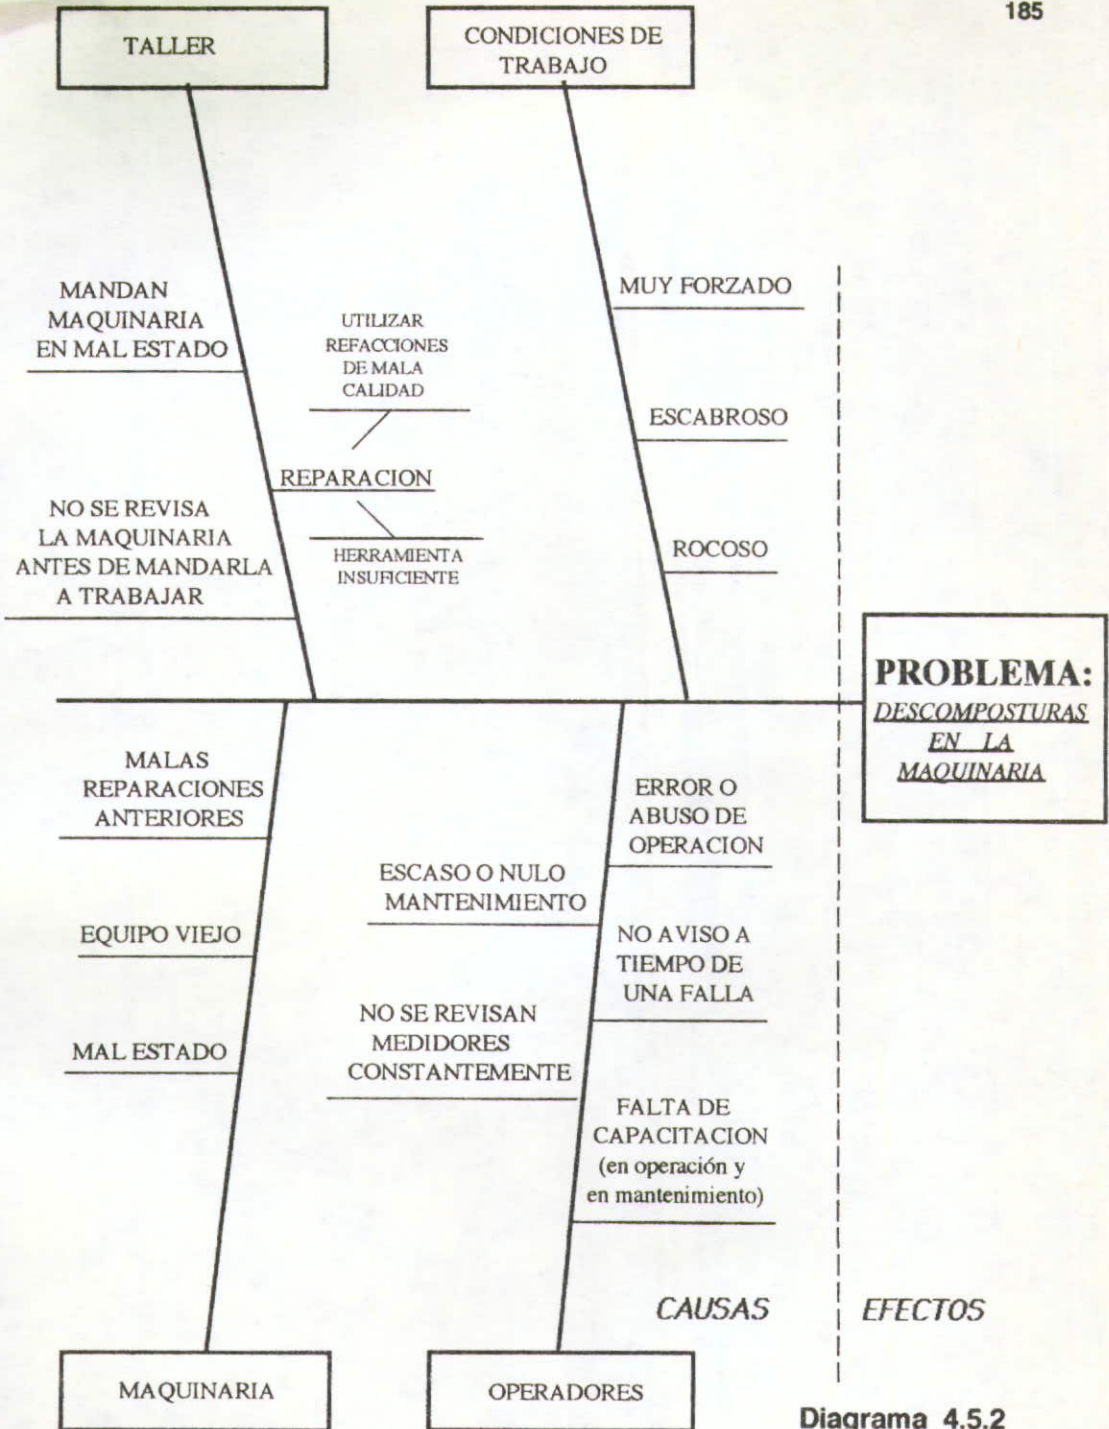 185
TALLER
CONDICIONES DE
TRABAJO
MANDAN
MAQUINARIA
EN MAL ESTADO
UTILIZAR
REFACCIONES
DE MALA
CALIDAD
REPARACION
HERRAMIENTA
INSUFICIENTE
NO SE REVISA
LA MAQUINARIA
ANTES DE MANDARLA
A TRABAJAR
MUY FORZADO
ESCABROSO
ROCOSO
PROBLEMA:
DESCOMPOSTURAS
EN LA
MAQUINARIA
MALAS
REPARACIONES
ANTERIORES
EQUIPO VIEJO
MAL ESTADO
ESCASO O NULO
MANTENIMIENTO
NO SE REVISAN
MEDIDORES
CONSTANTEMENTE
ERROR O
ABUSO DE
OPERACION
NO AVISO A
TIEMPO DE
UNA FALLA
FALTA DE
CAPACITACION
(en operación y
en mantenimiento)
CAUSAS
EFECTOS
MAQUINARIA
OPERADORES
Diagrama 4.5.2